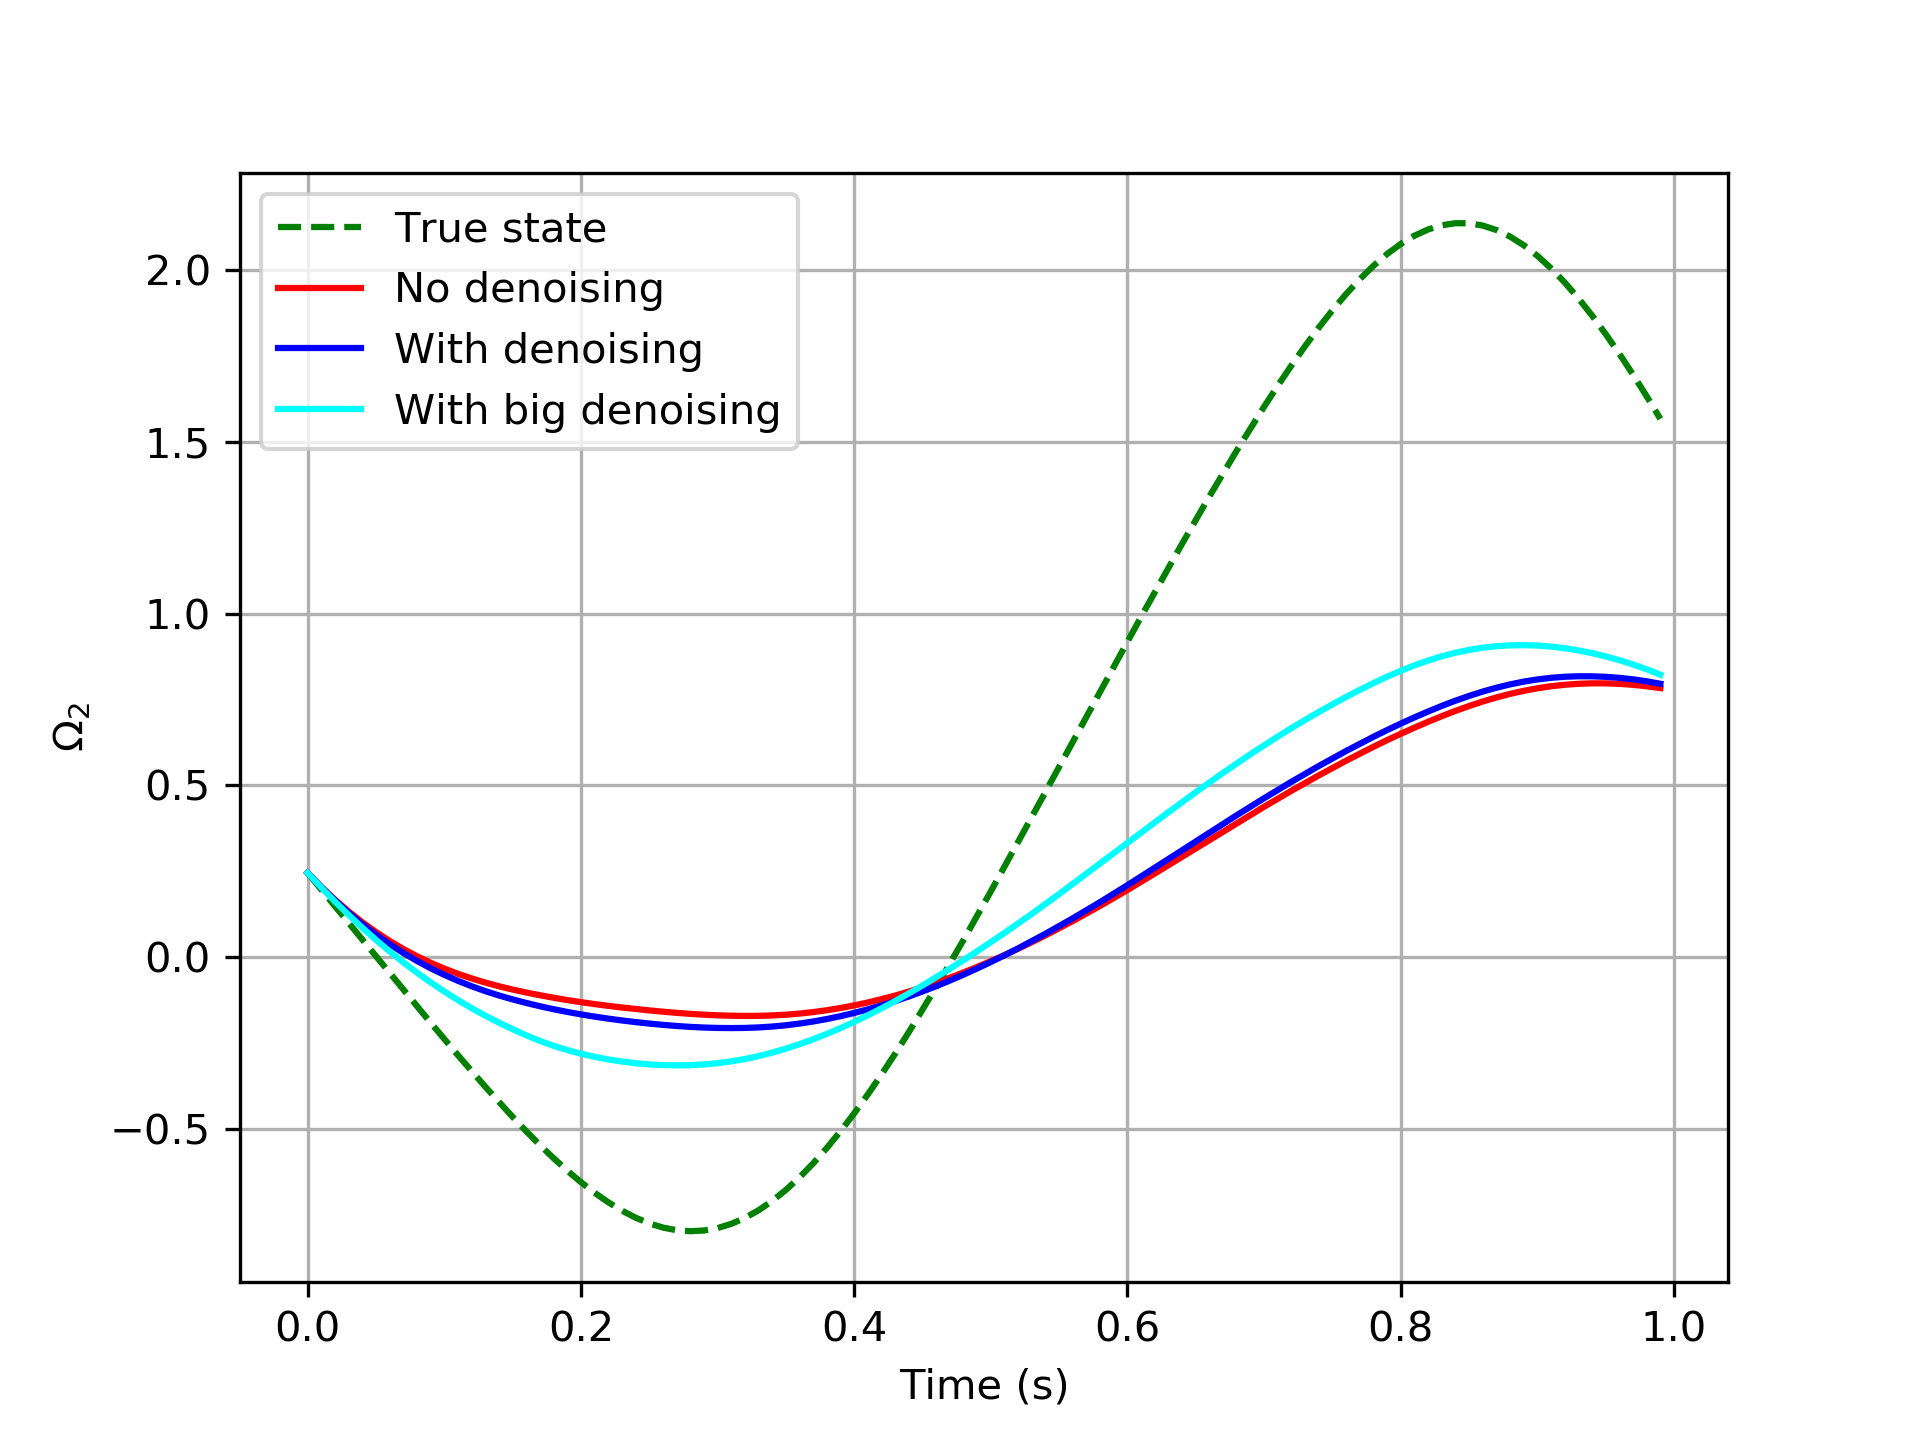 True state
No denoising
With denoising
With big denoising
2.0
1.5
1.0
0.5
0.0
−0.5
Ω₂
0.0 0.2 0.4 0.6 0.8 1.0
Time (s)